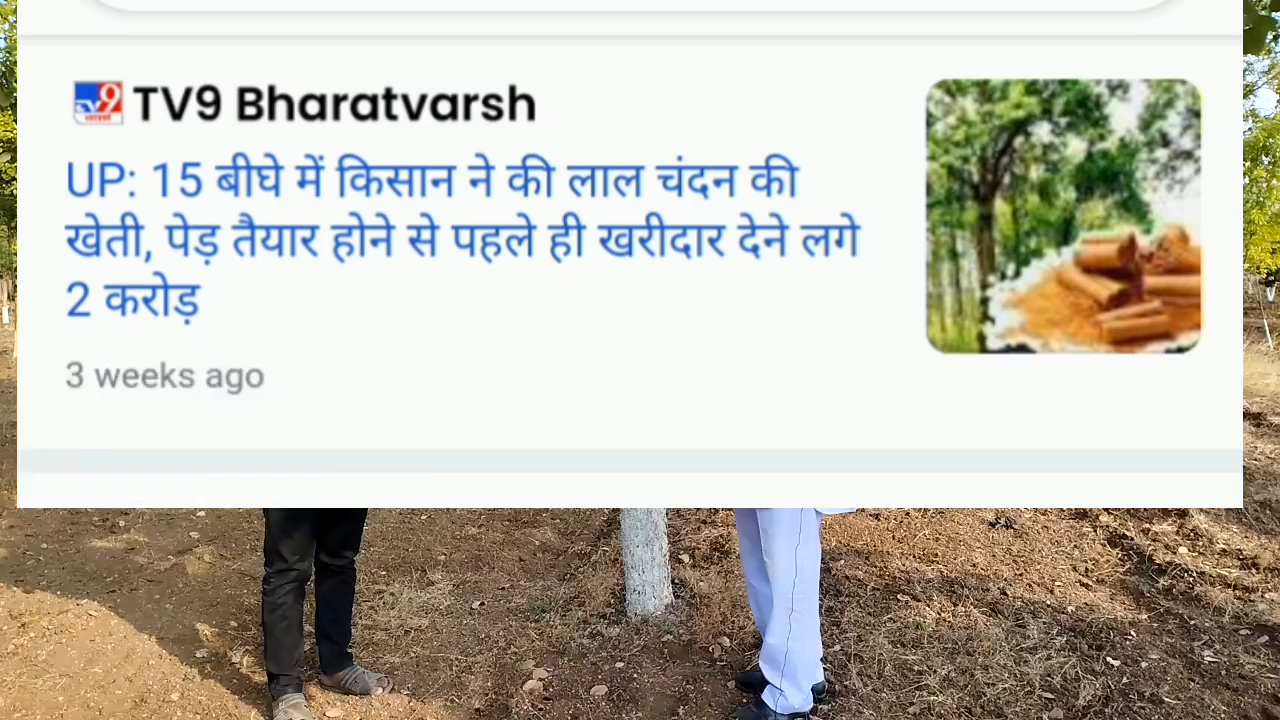 TV9 Bharatvarsh
UP: 15 बीघे में किसान ने की लाल चंदन की
खेती, पेड़ तैयार होने से पहले ही खरीदार देने लगे
2 करोड़
3 weeks ago